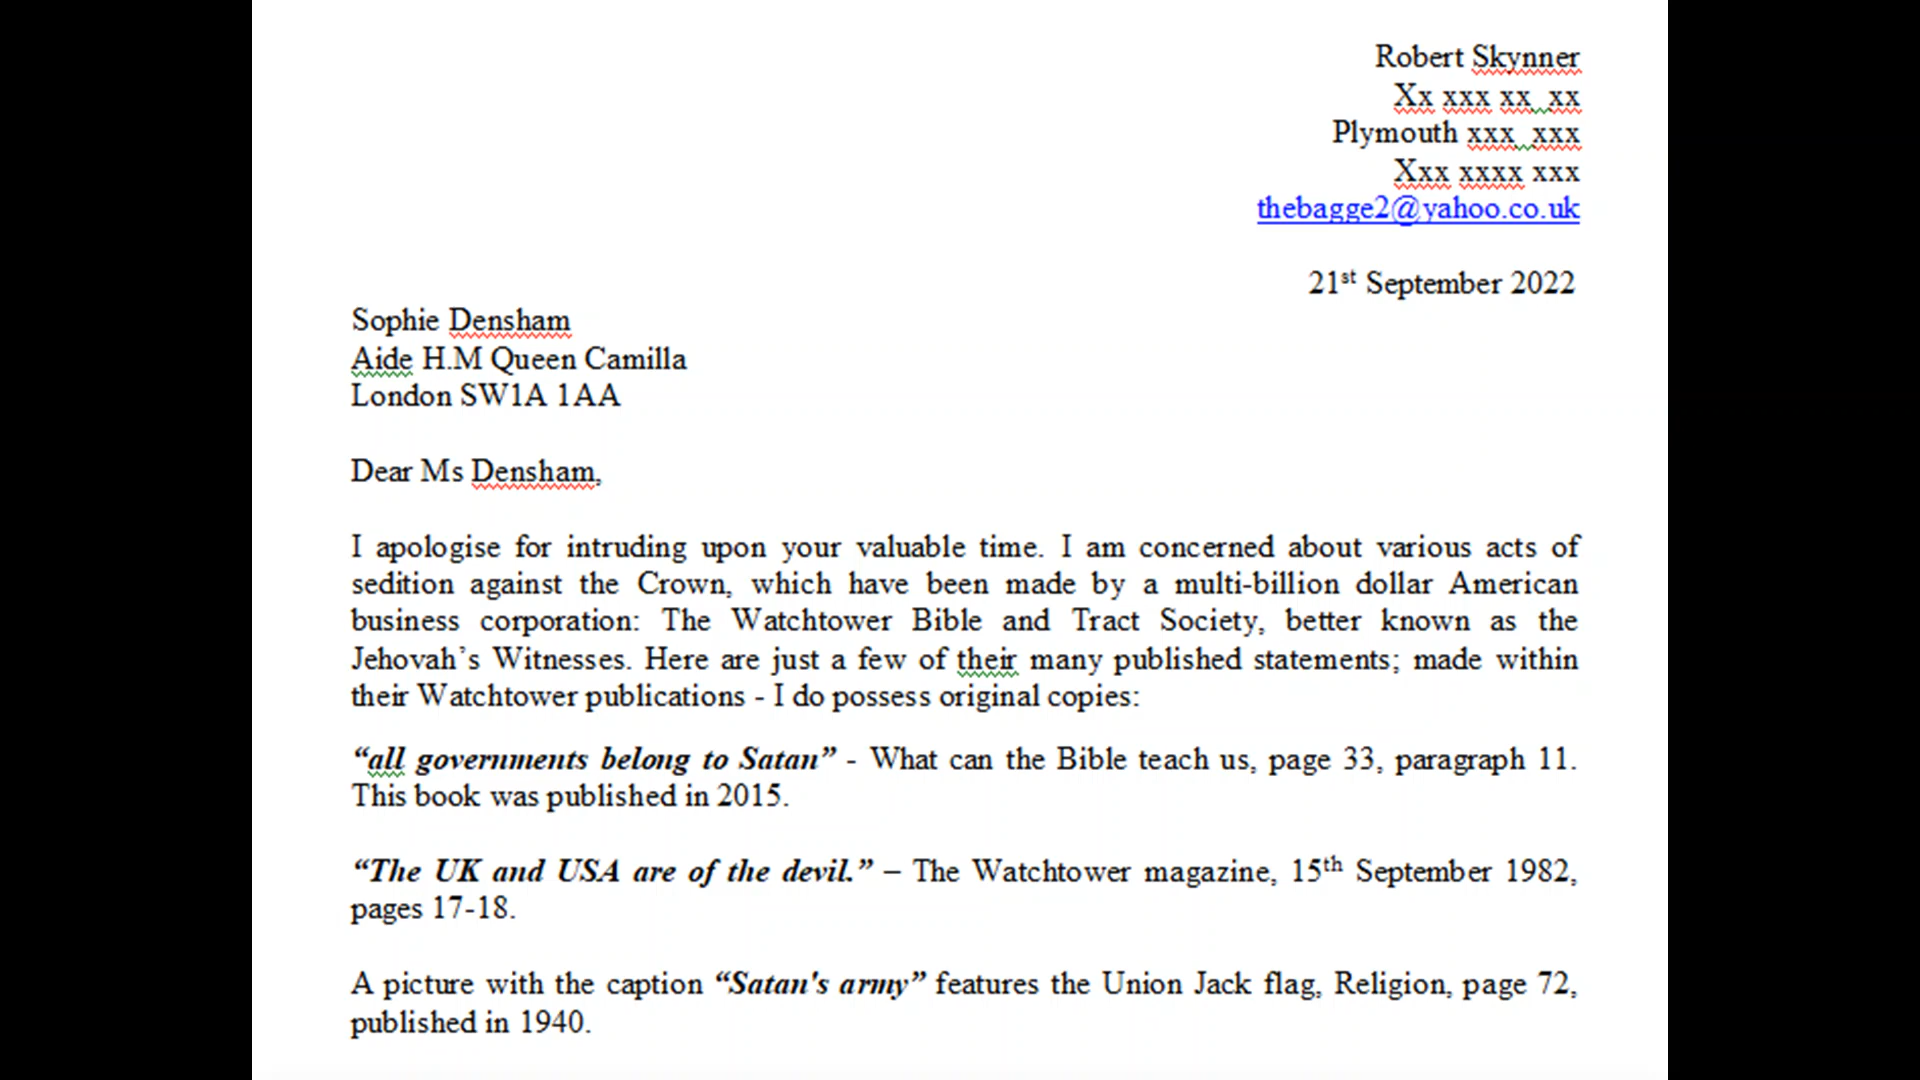 Robert Skynner
Xx xxx xx xx
Plymouth xxx xxx
Xxx xxxx xxx
thebagge2@yahoo.co.uk
21st September 2022
Sophie Densham
Aide H.M Queen Camilla
London SW1A 1AA
Dear Ms Densham,
I apologise for intruding upon your valuable time. I am concerned about various acts of
sedition against the Crown, which have been made by a multi-billion dollar American
business corporation: The Watchtower Bible and Tract Society, better known as the
Jehovah’s Witnesses. Here are just a few of their many published statements; made within
their Watchtower publications - I do possess original copies:
“all governments belong to Satan” - What can the Bible teach us, page 33, paragraph 11.
This book was published in 2015.
“The UK and USA are of the devil.” – The Watchtower magazine, 15th September 1982,
pages 17-18.
A picture with the caption “Satan's army” features the Union Jack flag, Religion, page 72,
published in 1940.